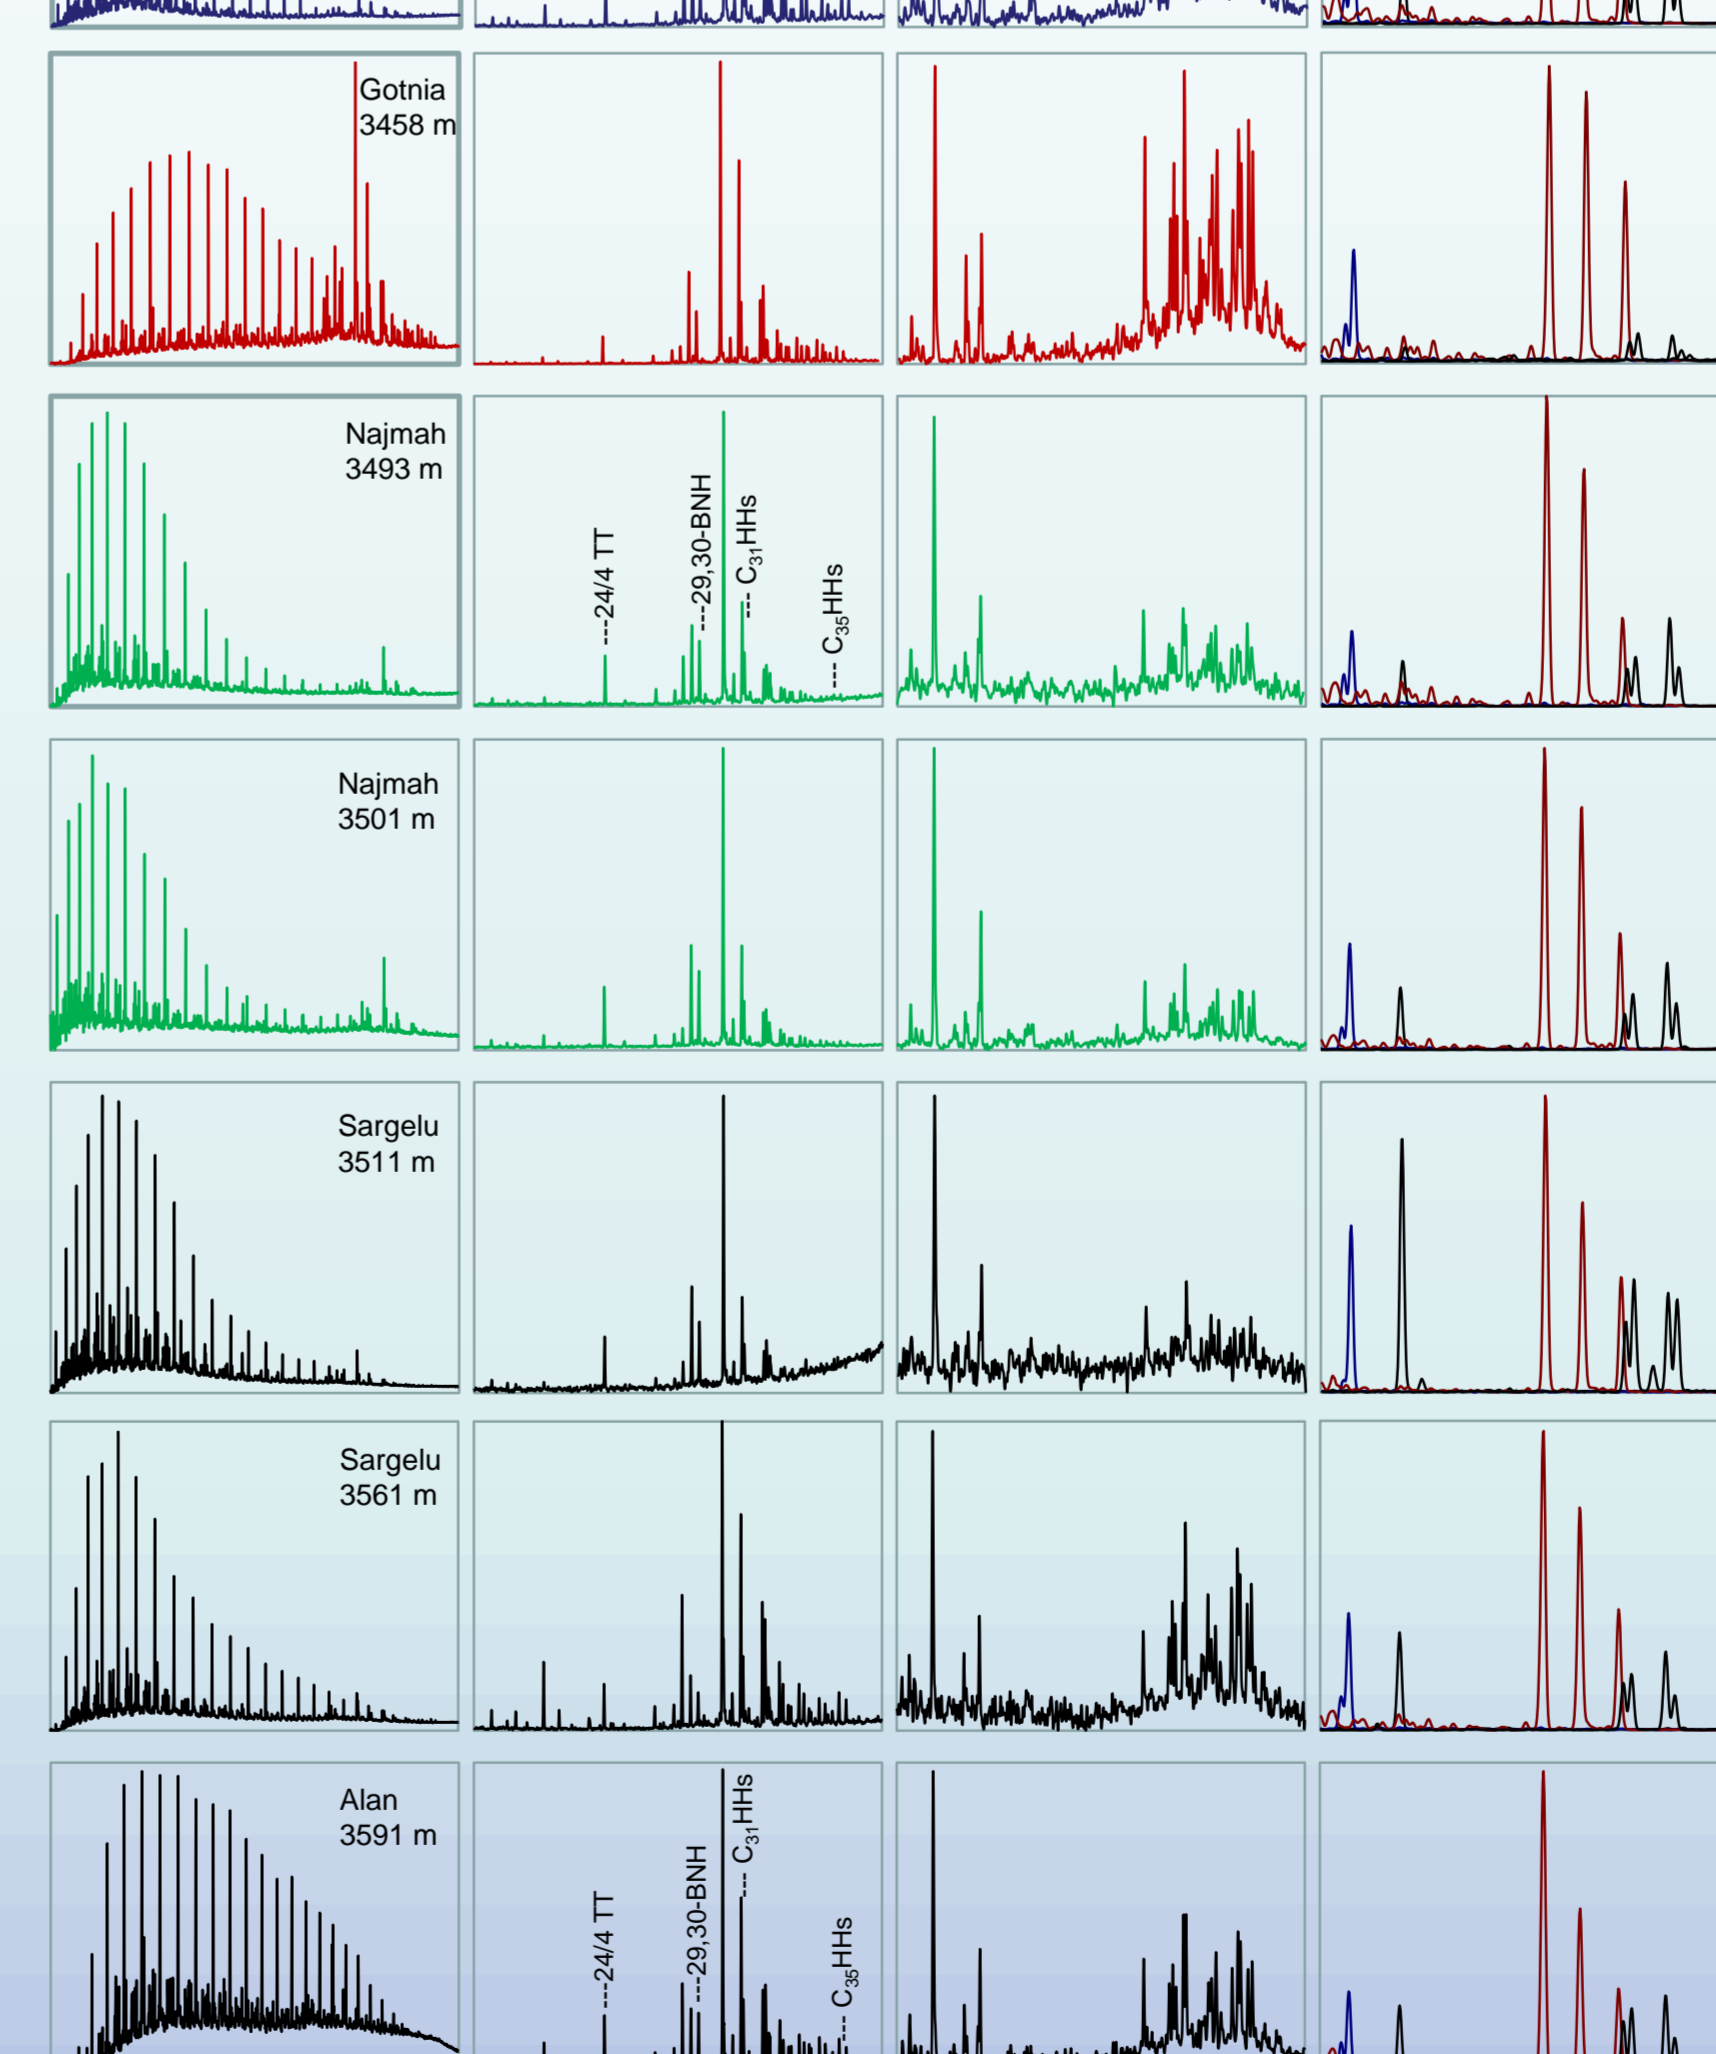 Gotnia
3458 m
Najmah
3493 m
---24/4 TT
---29,30-BNH
--- C31HHs
--- C35HHs
Najmah
3501 m
Sargelu
3511 m
Sargelu
3561 m
Alan
3591 m
---24/4 TT
---29,30-BNH
--- C31HHs
--- C35HHs